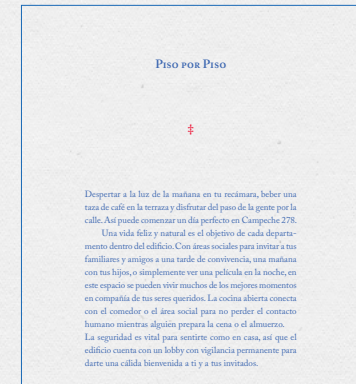 Piso por Piso
‡
Despertar a la luz de la mañana en tu recámara, beber una
taza de café en la terraza y disfrutar del paso de la gente por la
calle. Así puede comenzar un día perfecto en Campeche 278.
Una vida feliz y natural es el objetivo de cada departa-
mento dentro del edificio. Con áreas sociales para invitar a tus
familiares y amigos a una tarde de convivencia, una mañana
con tus hijos, o simplemente ver una película en la noche, en
este espacio se pueden vivir muchos de los mejores momentos
en compañía de tus seres queridos. La cocina abierta conecta
con el comedor o el área social para no perder el contacto
humano mientras alguién prepara la cena o el almuerzo.
La seguridad es vital para sentirte como en casa, así que el
edificio cuenta con un lobby con vigilancia permanente para
darte una cálida bienvenida a ti y a tus invitados.